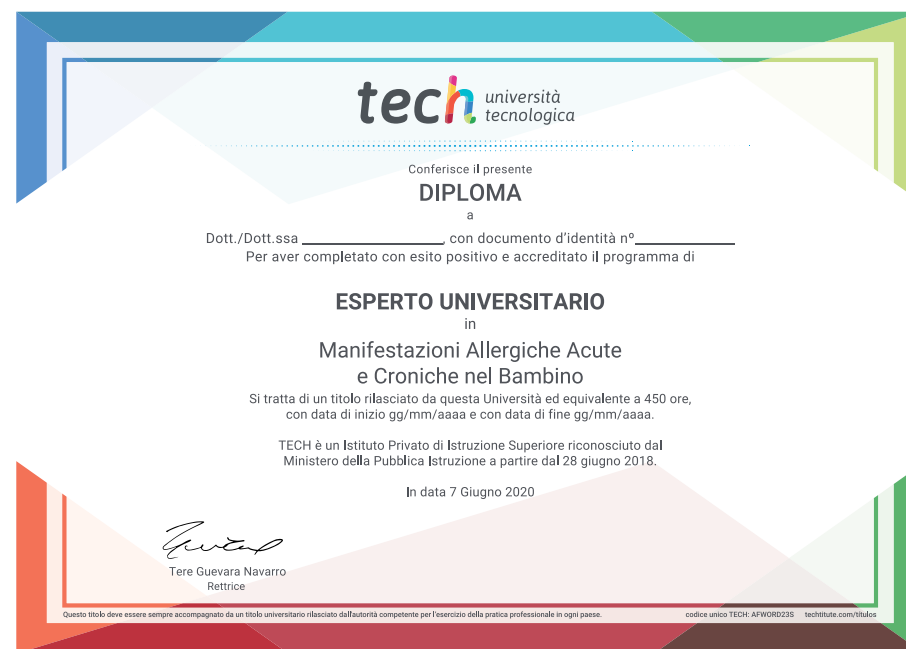 tech università
tecnologica
Conferisce il presente
DIPLOMA
a
Dott./Dott.ssa ____________________, con documento d'identità nº______________
Per aver completato con esito positivo e accreditato il programma di
ESPERTO UNIVERSITARIO
in
Manifestazioni Allergiche Acute
e Croniche nel Bambino
Si tratta di un titolo rilasciato da questa Università ed equivalente a 450 ore,
con data di inizio gg/mm/aaaa e con data di fine gg/mm/aaaa.
TECH è un Istituto Privato di Istruzione Superiore riconosciuto dal
Ministero della Pubblica Istruzione a partire dal 28 giugno 2018.
In data 7 Giugno 2020
Tere Guevara Navarro
Rettrice
Questo titolo deve essere sempre accompagnato da un titolo universitario rilasciato dall'autorità competente per l'esercizio della pratica professionale in ogni paese. codice unico TECH: AFWORD23S techtitute.com/titulos